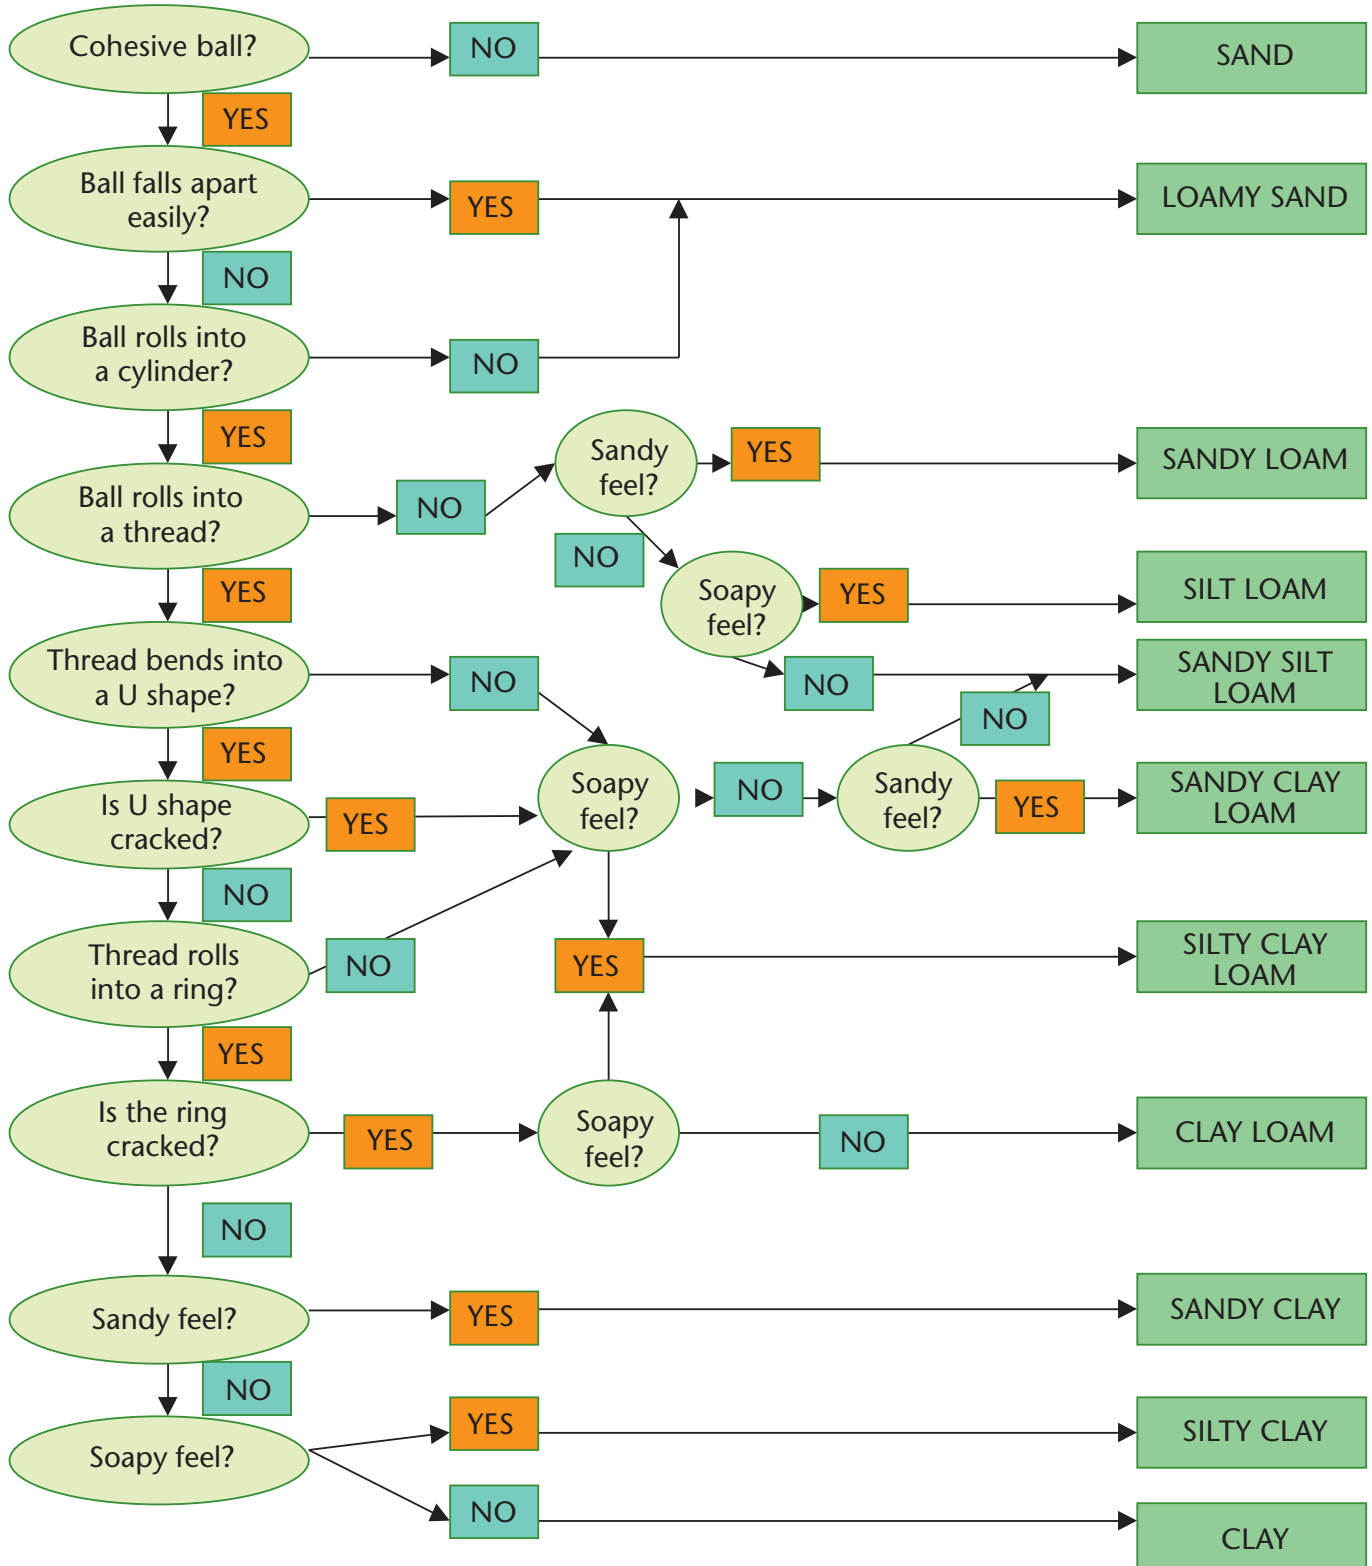 Cohesive ball?
NO
SAND
YES
Ball falls apart
easily?
YES
LOAMY SAND
NO
Ball rolls into
a cylinder?
NO
YES
Sandy
feel?
YES
SANDY LOAM
Ball rolls into
a thread?
NO
NO
YES
Soapy
feel?
YES
SILT LOAM
Thread bends into
a U shape?
NO
NO
SANDY SILT
LOAM
NO
YES
Is U shape
cracked?
YES
Soapy
feel?
NO
Sandy
feel?
YES
SANDY CLAY
LOAM
NO
Thread rolls
into a ring?
NO
YES
SILTY CLAY
LOAM
YES
Is the ring
cracked?
YES
Soapy
feel?
NO
CLAY LOAM
NO
Sandy feel?
YES
SANDY CLAY
NO
Soapy feel?
YES
SILTY CLAY
NO
CLAY